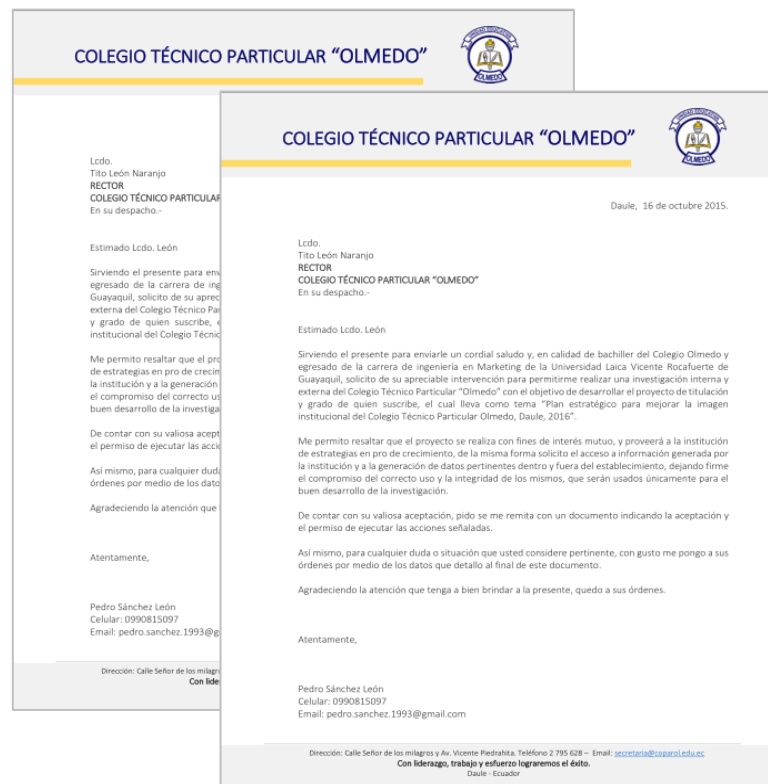 COLEGIO TÉCNICO PARTICULAR "OLMEDO"
UNIDAD EDUCATIVA
OLMEDO
Lcdo.
Tito León Naranjo
RECTOR
COLEGIO TÉCNICO PARTICULAR
En su despacho.-
Estimado Lcdo. León
Sirviendo el presente para
egresado de la carrera de
Guayaquil, solicito de su
externa del Colegio
y grado de quien suscribe,
institucional del Colegio
Me permito resaltar que el
de estrategias en pro de
la institución y a la generación
el compromiso del correcto
buen desarrollo de la
De contar con su valiosa
el permiso de ejecutar las
Así mismo, para cualquier
órdenes por medio de los
Agradeciendo la atención que
Atentamente,
Pedro Sánchez León
Celular: 0990815097
Email: pedro.sanchez.1993@g
Dirección: Calle Señor de los
Con
COLEGIO TÉCNICO PARTICULAR "OLMEDO"
UNIDAD EDUCATIVA
OLMEDO
Daule, 16 de octubre 2015.
Lcdo.
Tito León Naranjo
RECTOR
COLEGIO TÉCNICO PARTICULAR "OLMEDO"
En su despacho.-
Estimado Lcdo. León
Sirviendo el presente para enviarle un cordial saludo y, en calidad de bachiller del Colegio Olmedo y
egresado de la carrera de ingeniería en Marketing de la Universidad Laica Vicente Rocafuerte de
Guayaquil, solicito de su apreciable intervención para permitirme realizar una investigación interna y
externa del Colegio Técnico Particular "Olmedo" con el objetivo de desarrollar el proyecto de titulación
y grado de quien suscribe, el cual lleva como tema "Plan estratégico para mejorar la imagen
institucional del Colegio Técnico Particular Olmedo, Daule, 2016".
Me permito resaltar que el proyecto se realiza con fines de interés mutuo, y proveerá a la institución
de estrategias en pro de crecimiento, de la misma forma solicito el acceso a información generada por
la institución y a la generación de datos pertinentes dentro y fuera del establecimiento, dejando firme
el compromiso del correcto uso y la integridad de los mismos, que serán usados únicamente para el
buen desarrollo de la investigación.
De contar con su valiosa aceptación, pido se me remita con un documento indicando la aceptación y
el permiso de ejecutar las acciones señaladas.
Así mismo, para cualquier duda o situación que usted considere pertinente, con gusto me pongo a sus
órdenes por medio de los datos que detallo al final de este documento.
Agradeciendo la atención que tenga a bien brindar a la presente, quedo a sus órdenes.
Atentamente,
Pedro Sánchez León
Celular: 0990815097
Email: pedro.sanchez.1993@gmail.com
Dirección: Calle Señor de los milagros y Av. Vicente Piedrahita. Teléfono 2 795 628 – Email: secretaria@coparol.edu.ec
Con liderazgo, trabajo y esfuerzo lograremos el éxito.
Daule - Ecuador